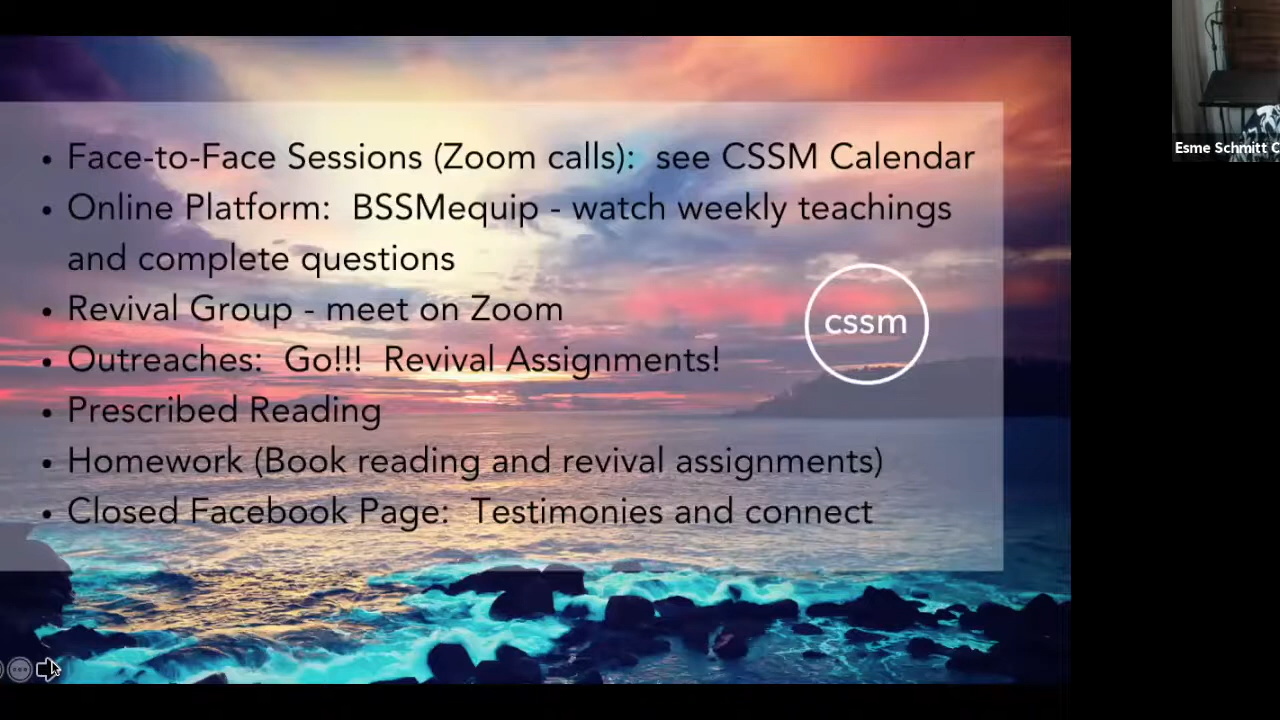 • Face-to-Face Sessions (Zoom calls): see CSSM Calendar
• Online Platform: BSSMequip - watch weekly teachings
and complete questions
• Revival Group - meet on Zoom
• Outreaches: Go!!! Revival Assignments!
• Prescribed Reading
• Homework (Book reading and revival assignments)
• Closed Facebook Page: Testimonies and connect
cssm
Esme Schmitt C